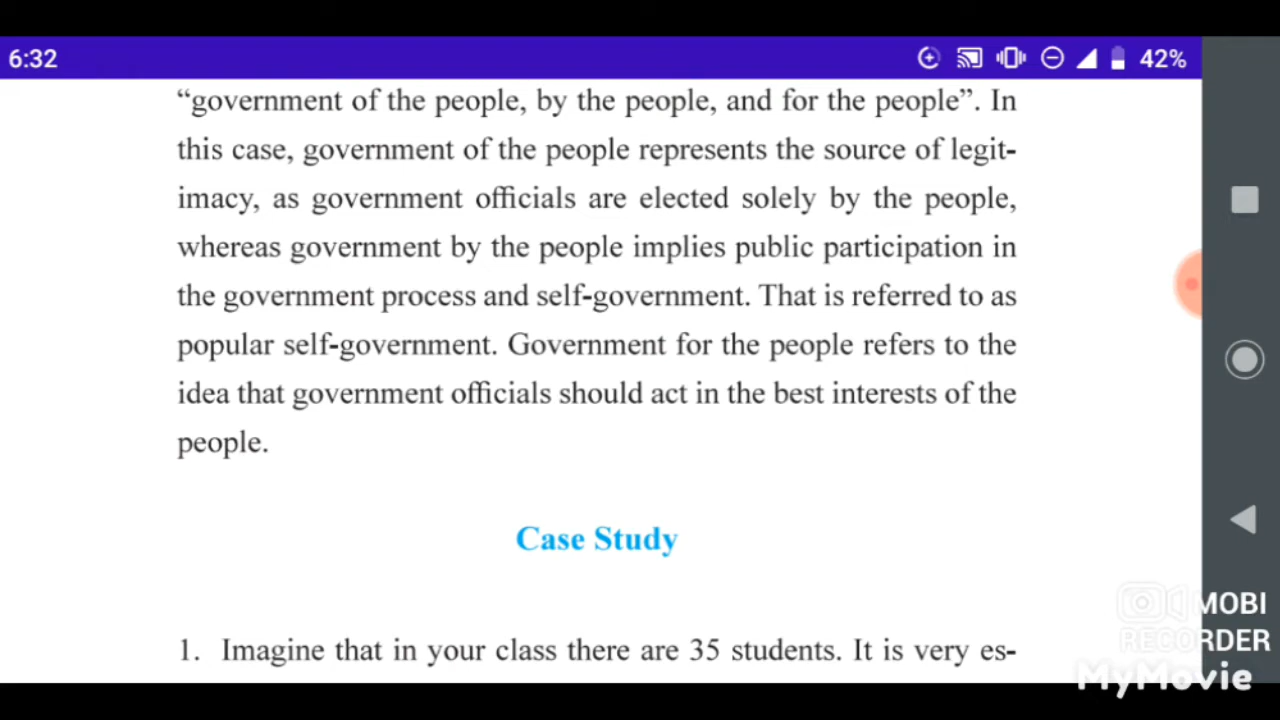 6:32
42%
“government of the people, by the people, and for the people”. In
this case, government of the people represents the source of legit-
imacy, as government officials are elected solely by the people,
whereas government by the people implies public participation in
the government process and self-government. That is referred to as
popular self-government. Government for the people refers to the
idea that government officials should act in the best interests of the
people.
Case Study
1. Imagine that in your class there are 35 students. It is very es-
MOBI
RECORDER
MyMovie